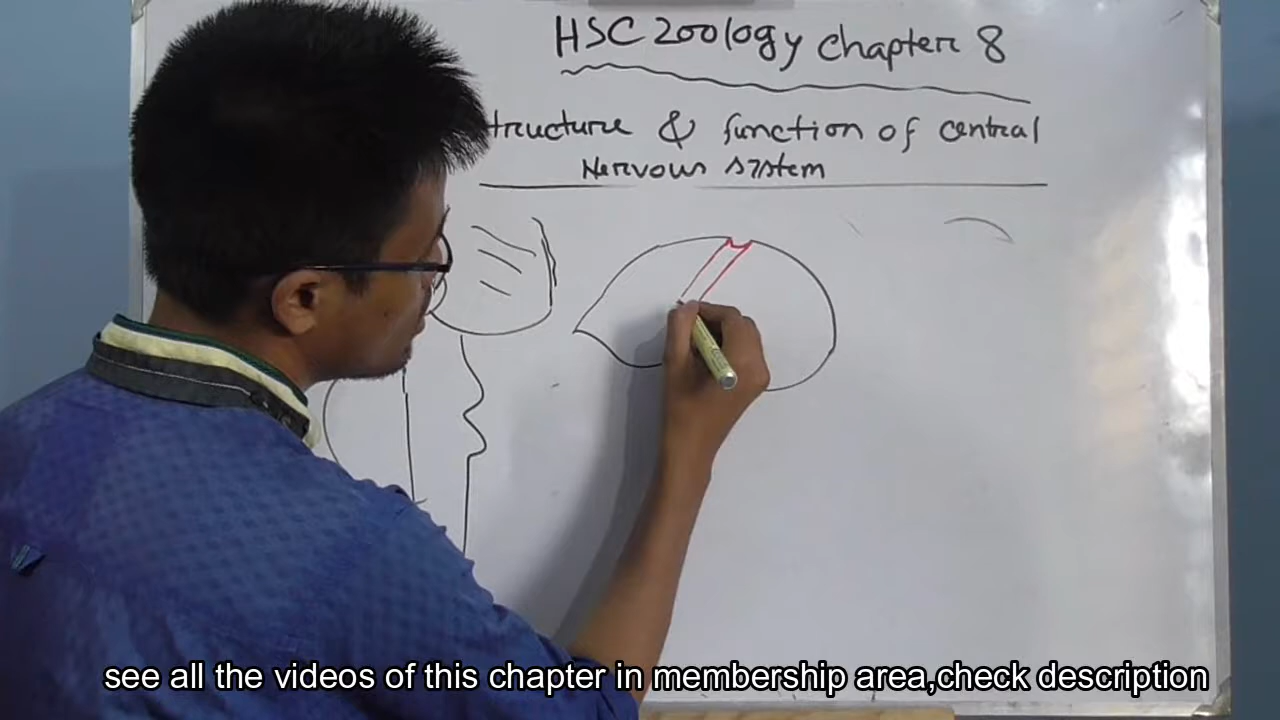 HSC zoology chapter 8
tructure & function of central
Nervous system
see all the videos of this chapter in membership area,check description